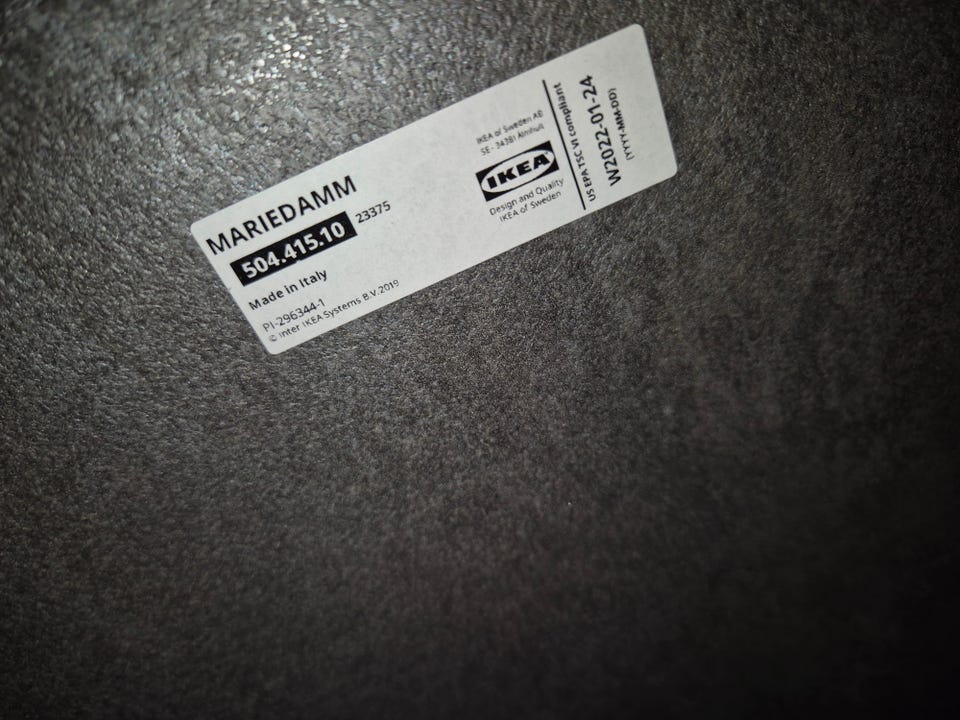 MARIEDAMM
504.415.10 23375
Made in Italy
PI-296344-1
© Inter IKEA Systems B.V. 2019
IKEA of Sweden AB
SE - 34381 Älmhult
IKEA
Design and Quality
IKEA of Sweden
US EPA TSC VI compliant
W2022-01-24
(YYYY-MM-DD)